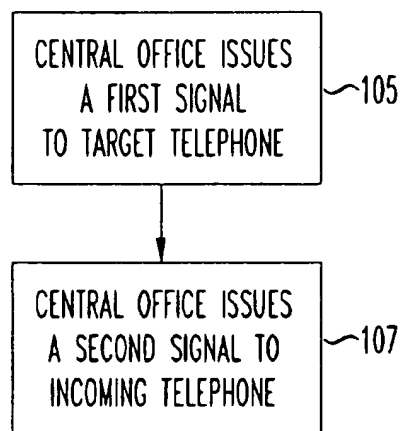 CENTRAL OFFICE ISSUES
A FIRST SIGNAL
TO TARGET TELEPHONE
105
CENTRAL OFFICE ISSUES
A SECOND SIGNAL TO
INCOMING TELEPHONE
107